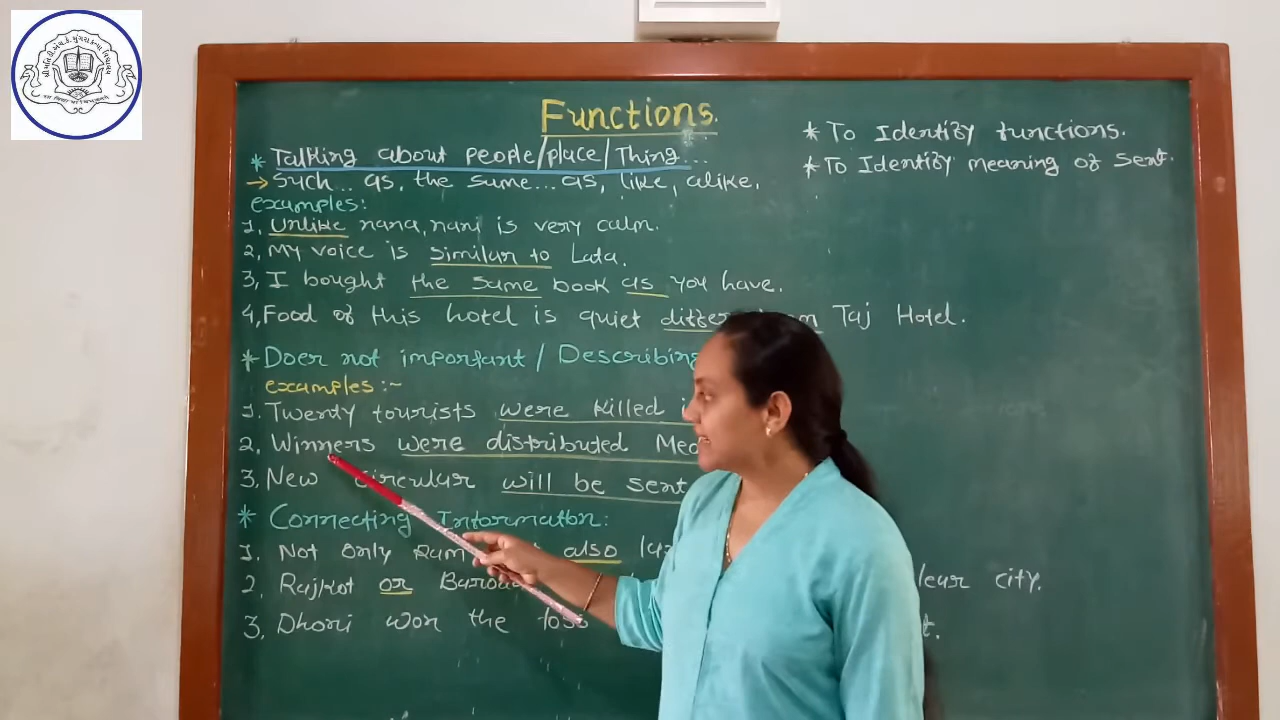 Functions.
* To Identify functions.
* To Identify meaning of sent.
* Talking about people/place/Thing...
→ Such... as, the same... as, like, alike.
examples:
1, Unlike nana, nani is very calm.
2, My voice is similar to Lata.
3, I bought the same book as you have.
4, Food of this hotel is quiet Taj Hotel.
* Doer not important / Describing
examples :-
1. Twenty tourists were killed
2. Winners were distributed
3. New circular will be sent
* Connecting Information:
1. Not Only Ram also
2. Rajkot or city.
3, Dhoni won the toss